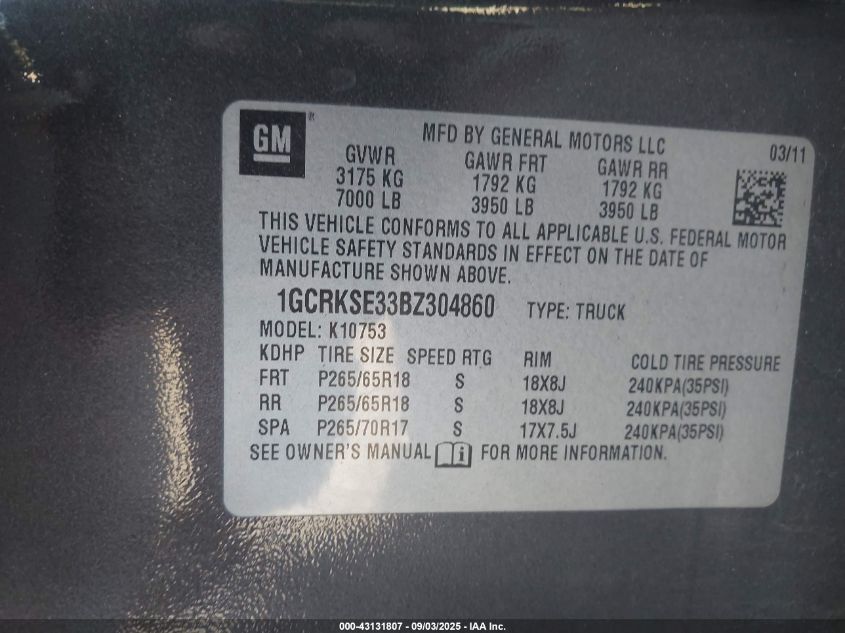 GM
MFD BY GENERAL MOTORS LLC
03/11
GVWR GAWR FRT GAWR RR
3175 KG 1792 KG 1792 KG
7000 LB 3950 LB 3950 LB
THIS VEHICLE CONFORMS TO ALL APPLICABLE U.S. FEDERAL MOTOR
VEHICLE SAFETY STANDARDS IN EFFECT ON THE DATE OF
MANUFACTURE SHOWN ABOVE.
1GCRKSE33BZ304860 TYPE: TRUCK
MODEL: K10753
KDHP TIRE SIZE SPEED RTG RIM COLD TIRE PRESSURE
FRT P265/65R18 S 18X8J 240KPA(35PSI)
RR P265/65R18 S 18X8J 240KPA(35PSI)
SPA P265/70R17 S 17X7.5J 240KPA(35PSI)
SEE OWNER'S MANUAL FOR MORE INFORMATION.
000-43131807 - 09/03/2025 - IAA Inc.